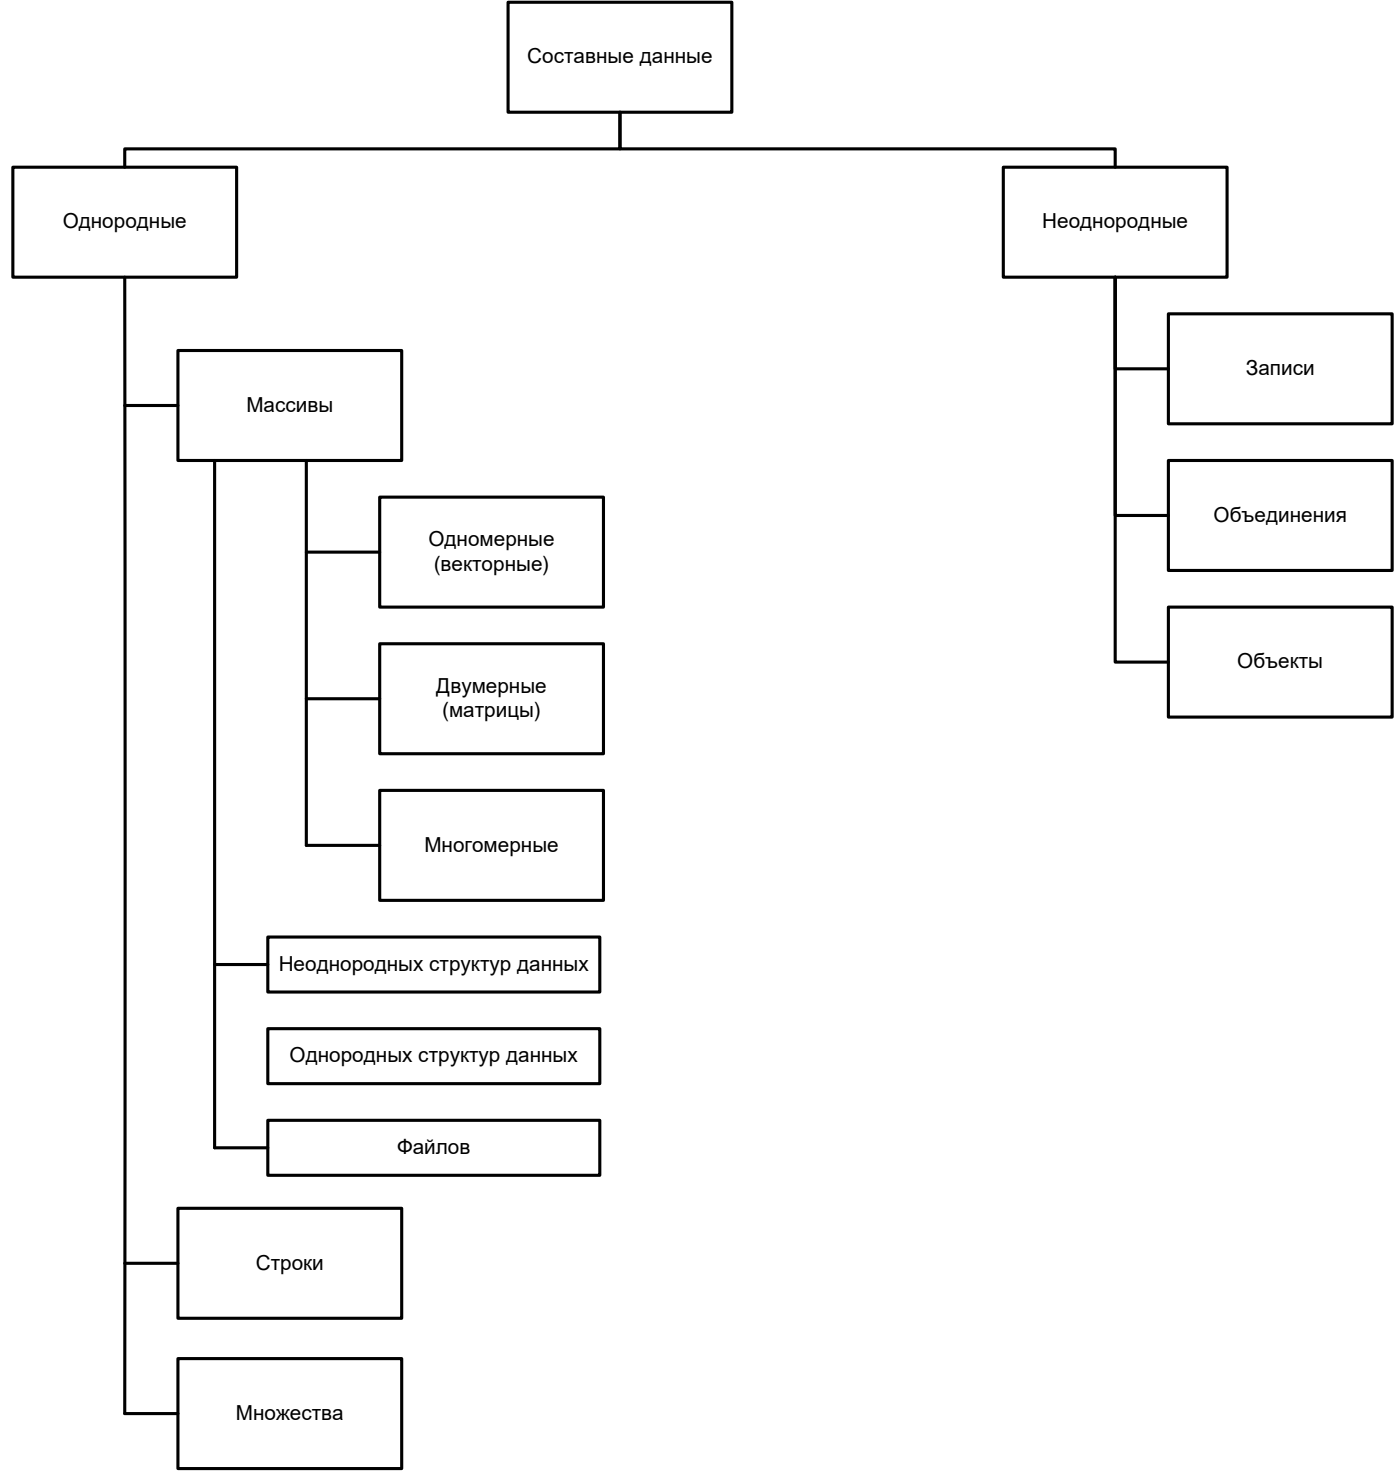 Составные данные
Однородные
Неоднородные
Записи
Массивы
Объединения
Одномерные
(векторные)
Объекты
Двумерные
(матрицы)
Многомерные
Неоднородных структур данных
Однородных структур данных
Файлов
Строки
Множества